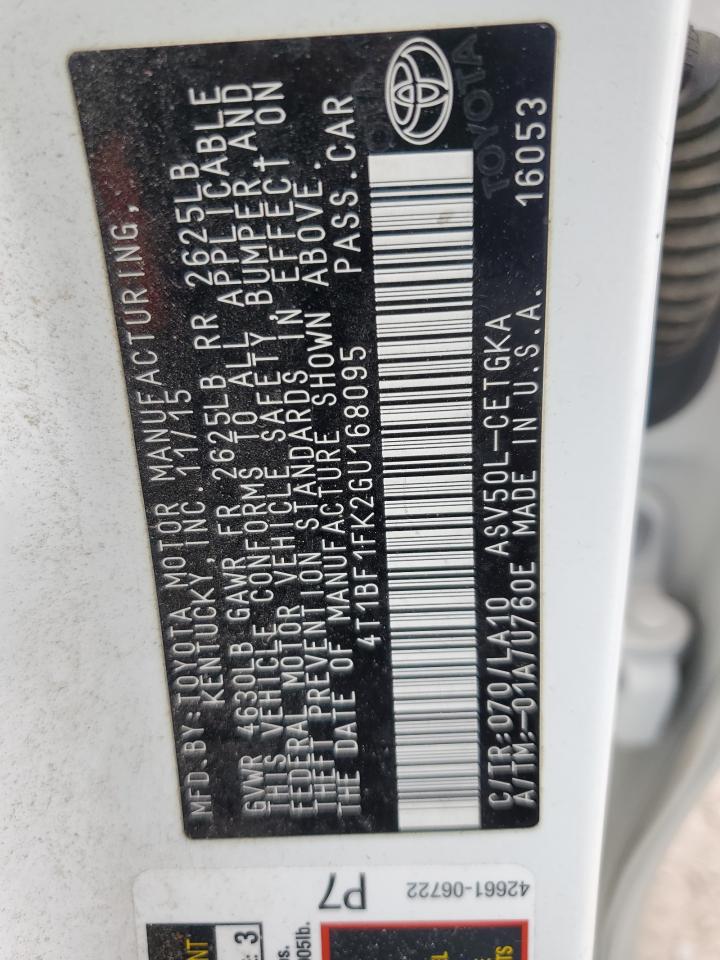 MFD.BY:TOYOTA MOTOR MANUFACTURING,
KENTUCKY, INC. 11/15
GVWR 4630LB GAWR FR 2625LB RR 2625LB
THIS VEHICLE CONFORMS TO ALL APPLICABLE
FEDERAL MOTOR VEHICLE SAFETY, BUMPER AND
THEFT PREVENTION STANDARDS IN EFFECT ON
THE DATE OF MANUFACTURE SHOWN ABOVE.
4T1BF1FK2GU168095 PASS.CAR
C/TR:070/LA10 ASV50L-CETGKA
A/TM:-01A/U760E MADE IN U.S.A. 16053
TOYOTA
P7
42661-06722
3